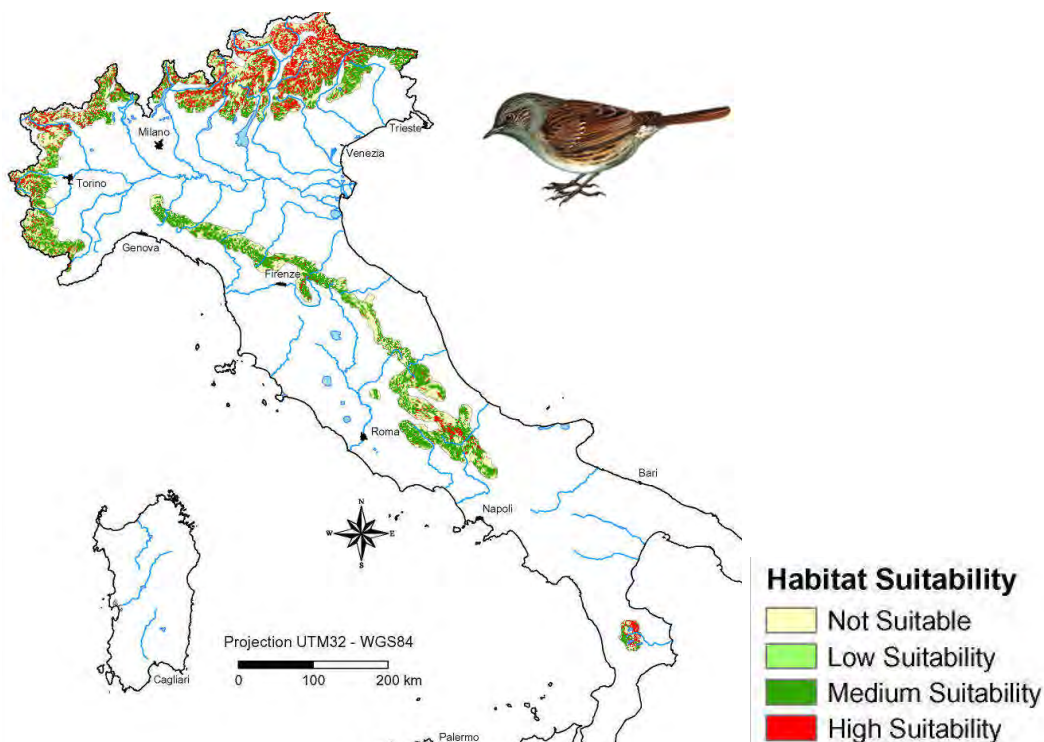 Trieste
Milano
Venezia
Torino
Genova
Firenze
Roma
N
W
E
S
Bari
Napoli
Projection UTM32 - WGS84
0
100
200 km
Cagliari
Palermo
Habitat Suitability
Not Suitable
Low Suitability
Medium Suitability
High Suitability